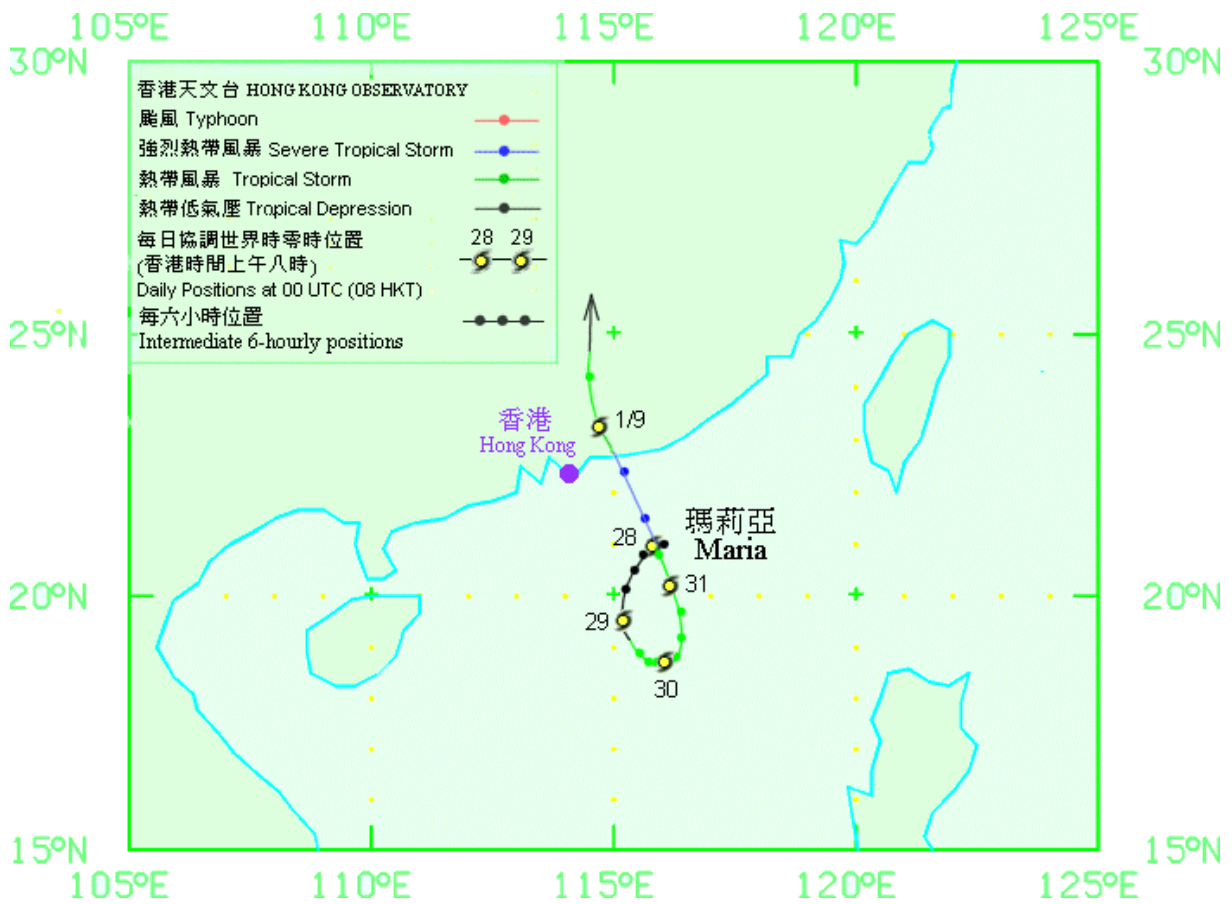 105°E 110°E 115°E 120°E 125°E
30°N 30°N
香港天文台 HONG KONG OBSERVATORY
颱風 Typhoon
強烈熱帶風暴 Severe Tropical Storm
熱帶風暴 Tropical Storm
熱帶低氣壓 Tropical Depression
每日協調世界時零時位置 28 29
(香港時間上午八時)
Daily Positions at 00 UTC (08 HKT)
每六小時位置
Intermediate 6-hourly positions
25°N 25°N
香港
Hong Kong
1/9
瑪莉亞
Maria
28
31
20°N 20°N
29
30
15°N 15°N
105°E 110°E 115°E 120°E 125°E